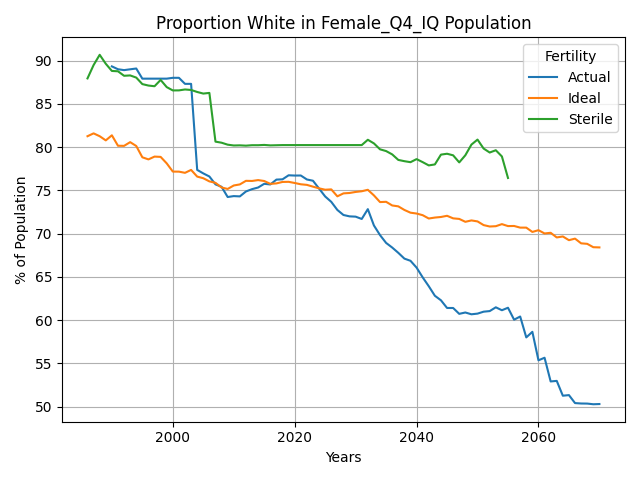 Proportion White in Female_Q4_IQ Population
Fertility
Actual
Ideal
Sterile
% of Population
90
85
80
75
70
65
60
55
50
2000
2020
2040
2060
Years